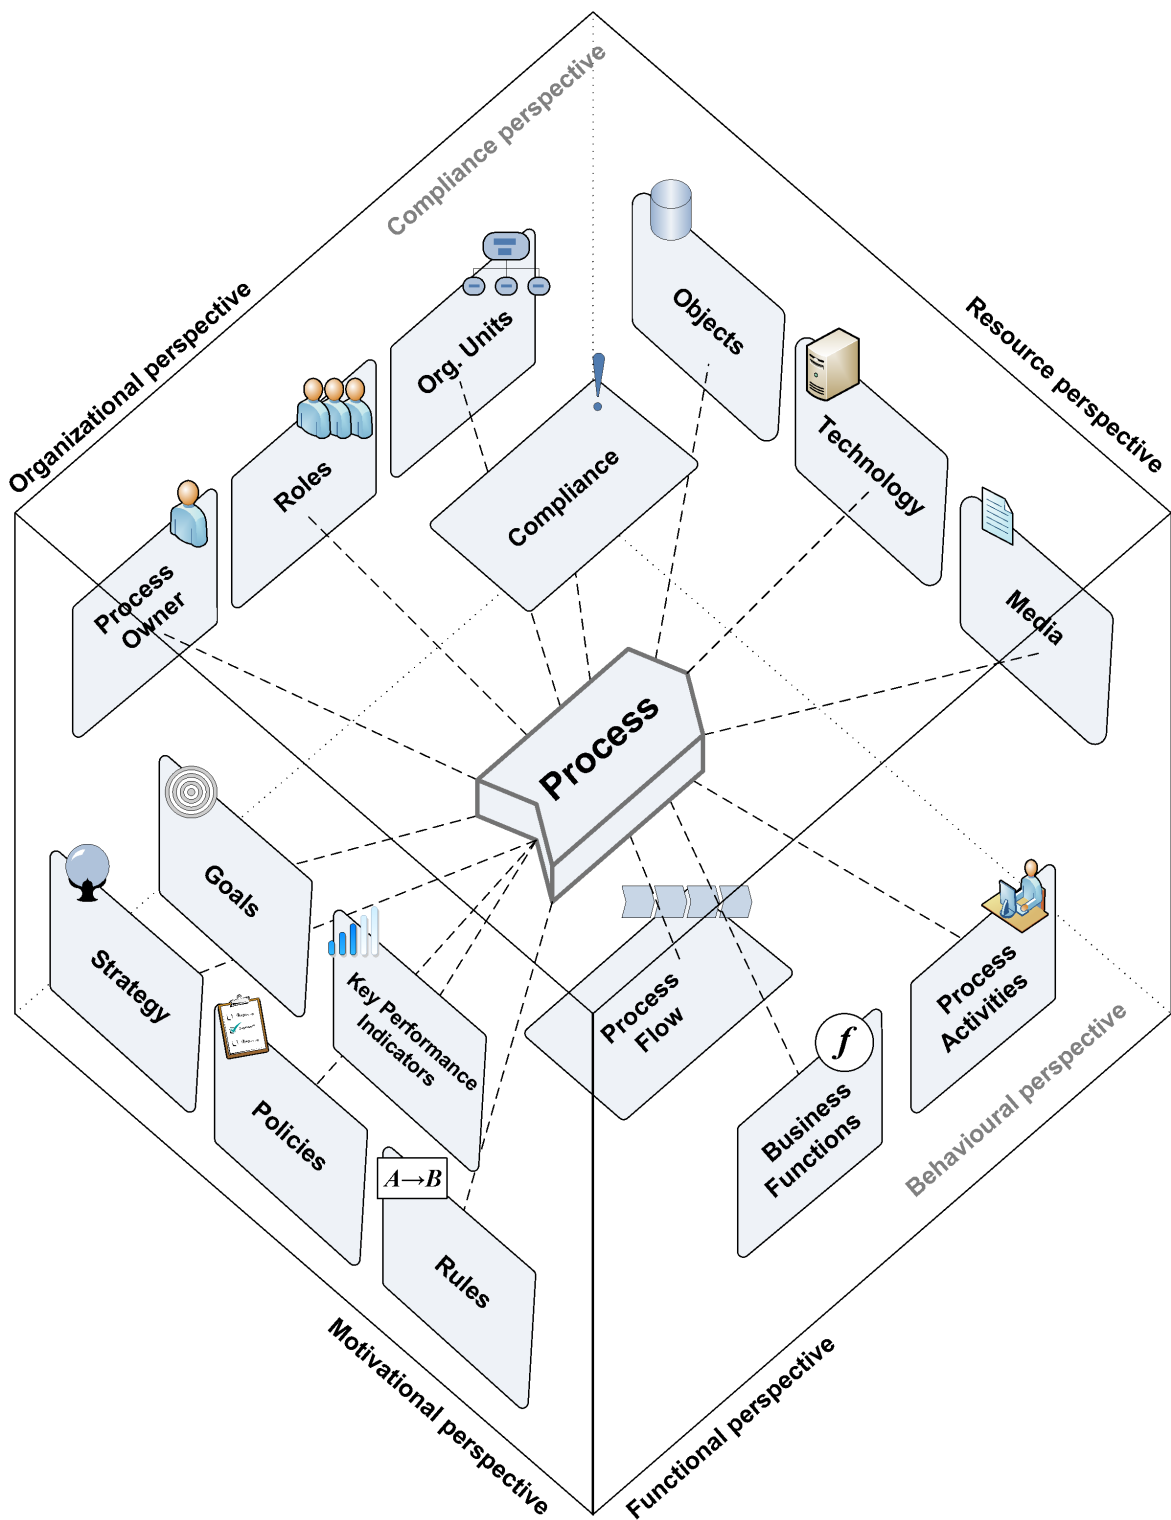 Compliance perspective
Organizational perspective
Resource perspective
Objects
Org. Units
Technology
Roles
Compliance
Media
Process
Owner
Process
Goals
Strategy
Key Performance
Indicators
Process
Flow
Process
Activities
f
Business
Functions
Policies
A→B
Rules
Behavioural perspective
Motivational perspective
Functional perspective